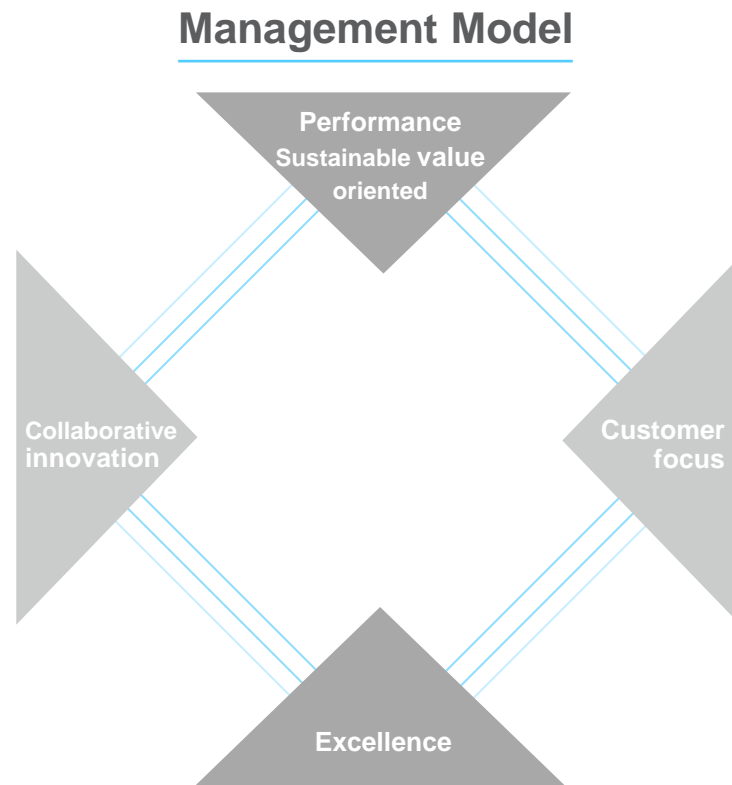 Management Model
Performance
Sustainable value
oriented
Collaborative
innovation
Customer
focus
Excellence